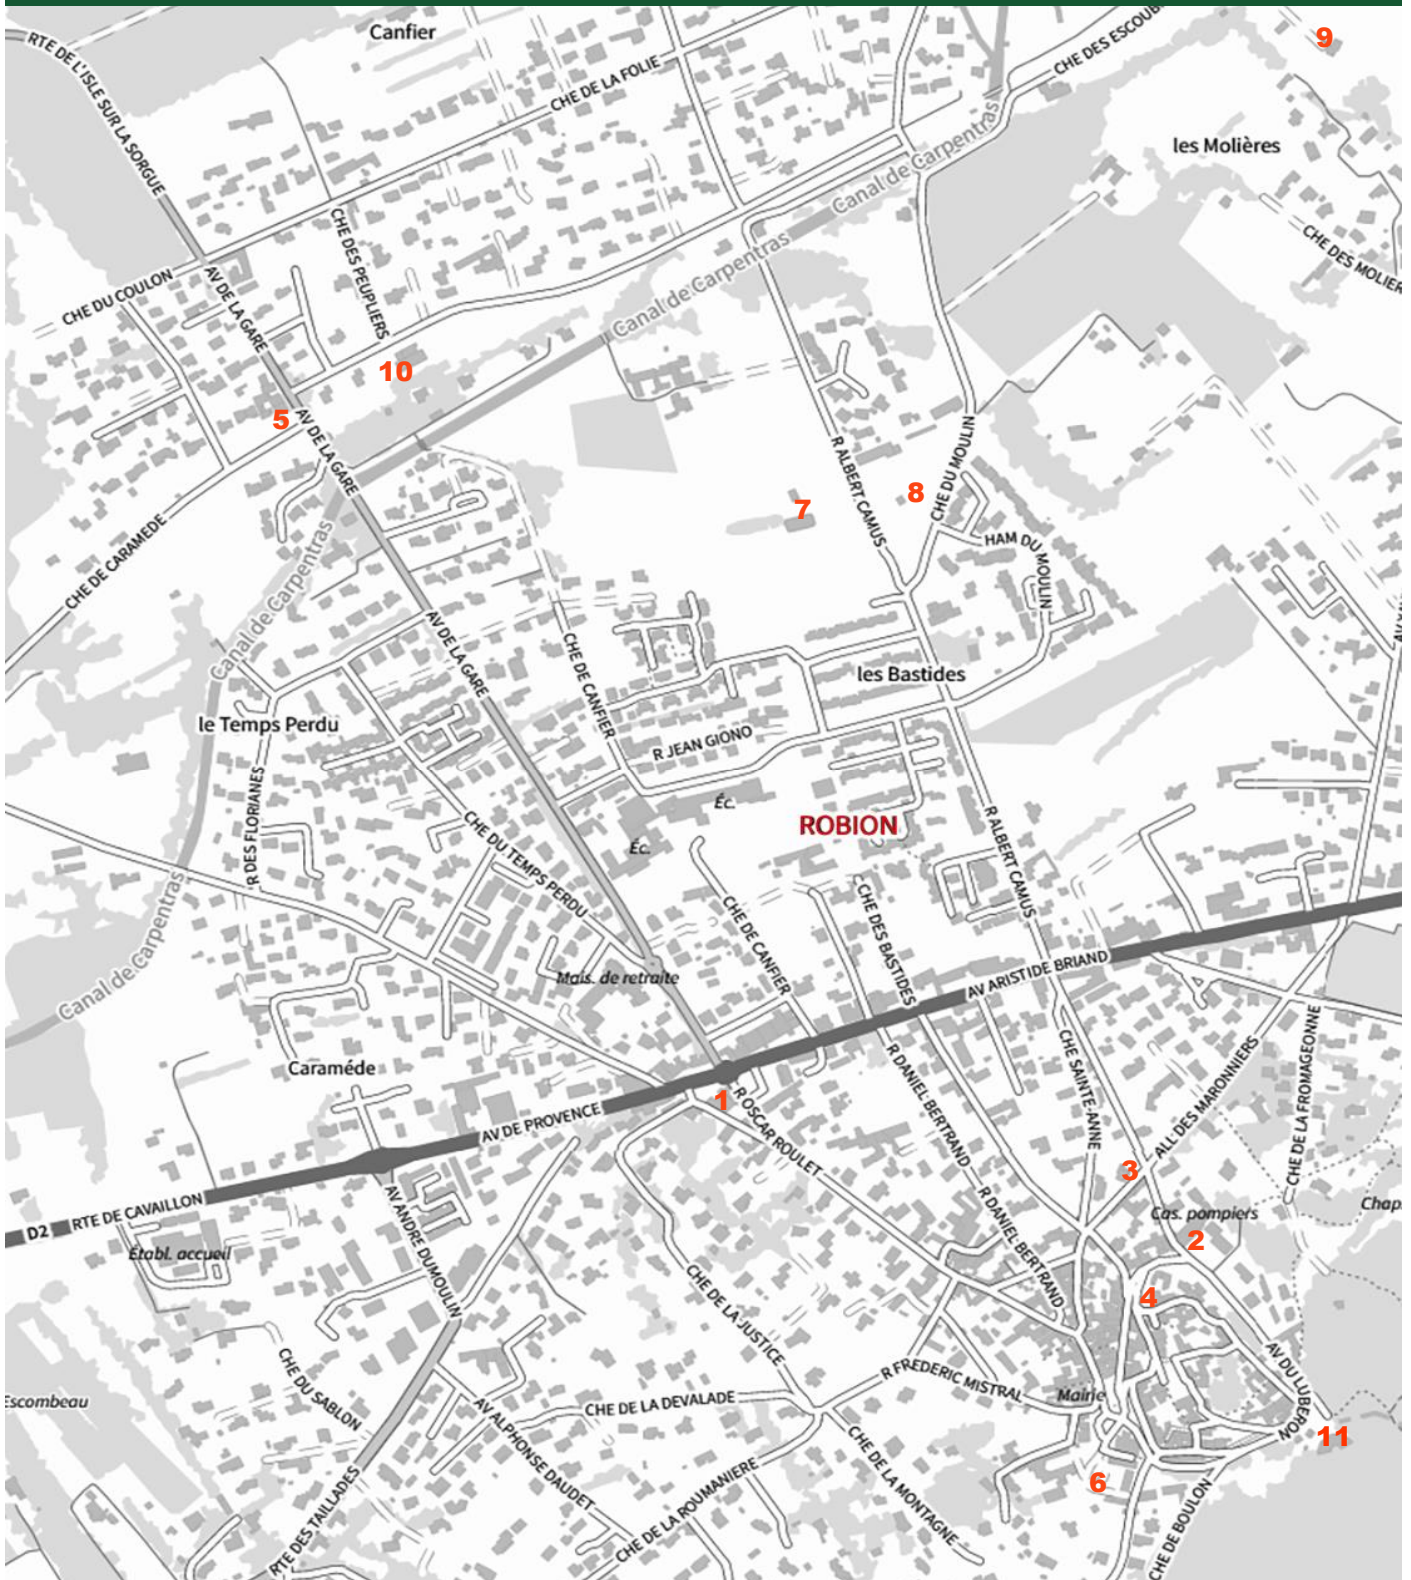 Canfier
RTE DE L'ISLE SUR LA SORGUE
CHE DE LA FOLIE
CHE DES ESCOUB
9
les Molières
Canal de Carpentras
CHE DES PEUPLIERS
CHE DES MOLIER
CHE DU COULON
AV DE LA GARE
Canal de Carpentras
10
5
AV DE LA GARE
R ALBERT CAMUS
CHE DU MOULIN
8
7
CHE DE CARAMEDE
Canal de Carpentras
HAM DU MOULIN
AV DE LA GARE
CHE DE CANFIER
les Bastides
le Temps Perdu
R JEAN GIONO
R DES FLORIANES
Éc.
ROBION
Éc.
CHE DU TEMPS PERDU
R ALBERT CAMUS
CHE DE CANFIER
CHE DES BASTIDES
Canal de Carpentras
Mais. de retraite
AV ARISTIDE BRIAND
Caraméde
CHE SAINTE-ANNE
CHE DE LA FROMAGEONNE
R DANIEL BERTRAND
ALL DES MARONNIERS
1
R OSCAR ROULET
AV DE PROVENCE
3
D2
RTE DE CAVAILLON
AV ANDRE DUMOULIN
R DANIEL BERTRAND
Cas. pompiers
Chap
Établ. accueil
2
CHE DE LA JUSTICE
4
CHE DU SABLON
AV DU LUBERON
R FREDERIC MISTRAL
Mairie
Escombeau
CHE DE LA DEVALADE
AV ALPHONSE DAUDET
11
CHE DE LA MONTAGNE
6
RTE DES TAILLADES
CHE DE LA ROUMANIERE
CHE DE BOULON